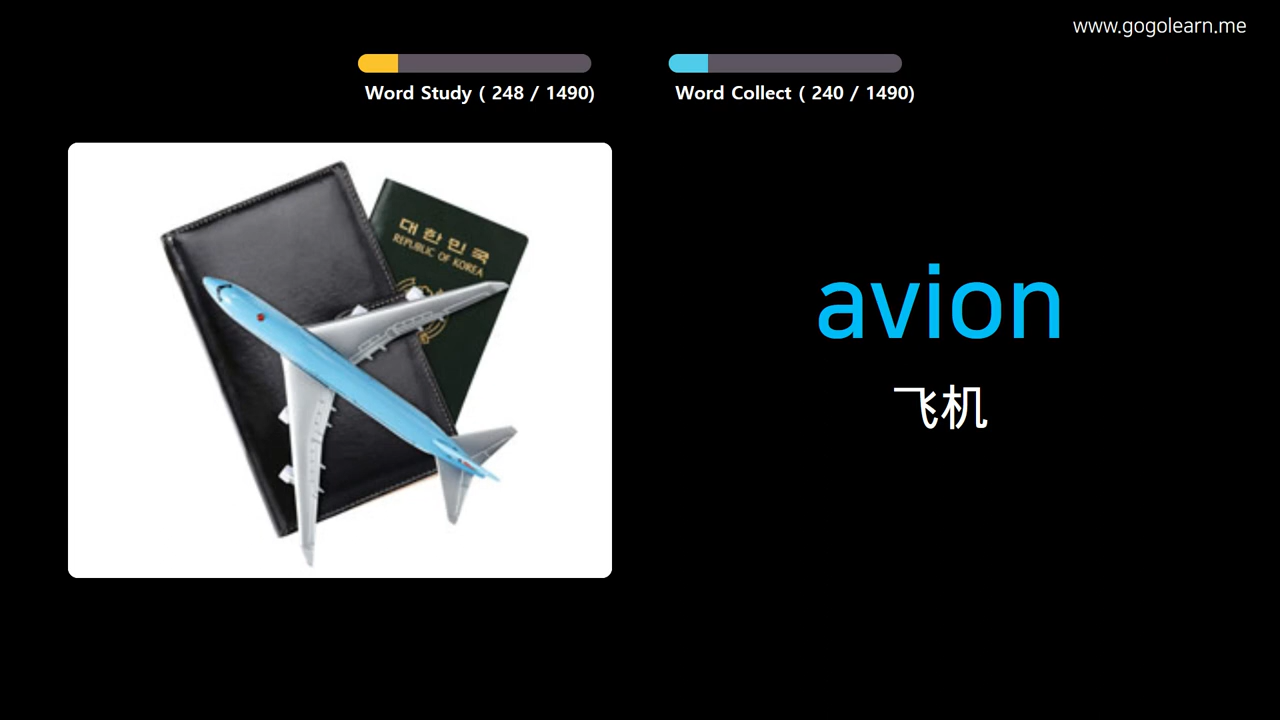 www.gogolearn.me
Word Study ( 248 / 1490)
Word Collect ( 240 / 1490)
대한민국
REPUBLIC OF KOREA
avion
飞机